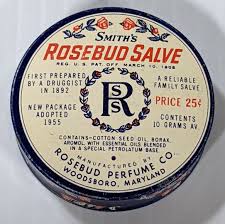 SMITH'S
ROSEBUD SALVE
REG. U.S. PAT. OFF. MARCH 10, 1908
FIRST PREPARED
BY A DRUGGIST
IN 1892
A RELIABLE
FAMILY SALVE
NEW PACKAGE
ADOPTED
1955
RSS
PRICE 25¢
CONTENTS
10 GRAMS AV.
CONTAINS-COTTON SEED OIL, BORAX,
AROMOL, WITH ESSENTIAL OILS BLENDED
IN A SPECIAL PETROLATUM BASE
MANUFACTURED BY
ROSEBUD PERFUME CO.
WOODSBORO, MARYLAND